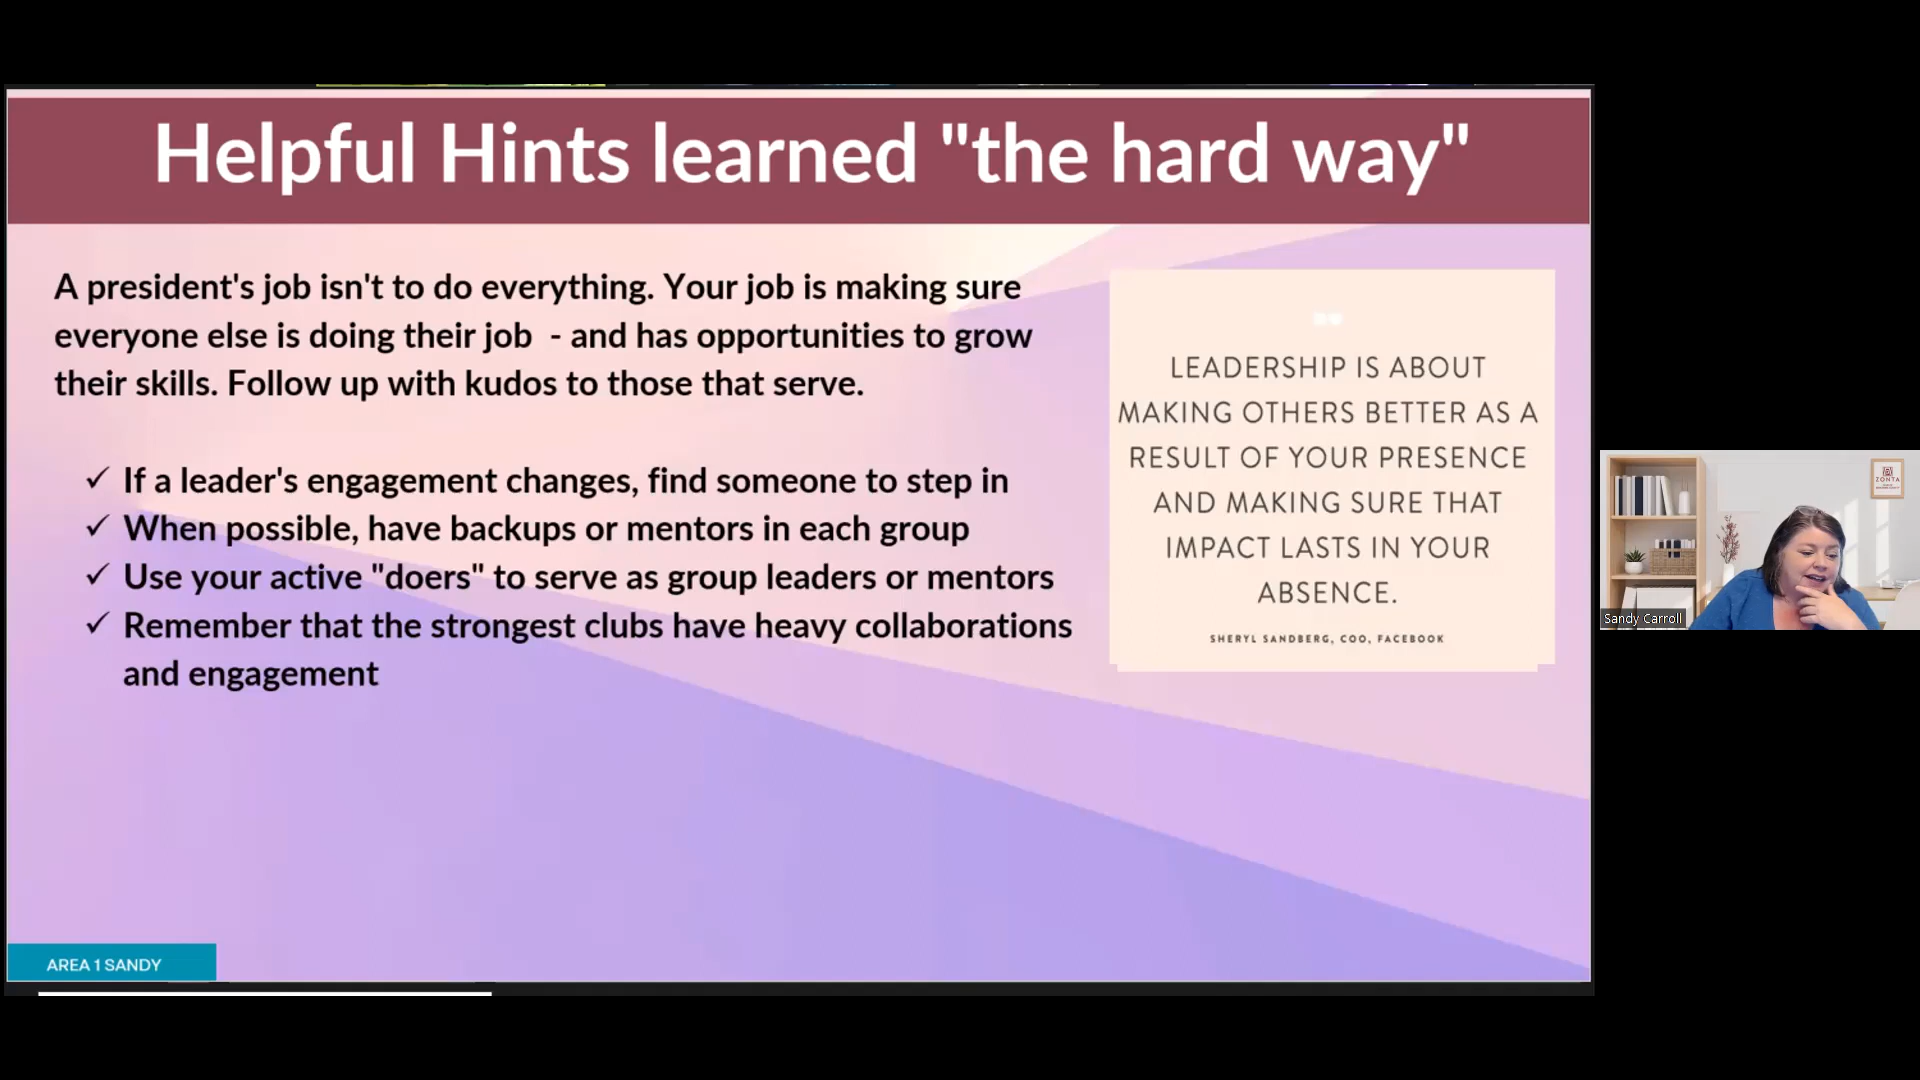 Helpful Hints learned "the hard way"
A president's job isn't to do everything. Your job is making sure
everyone else is doing their job - and has opportunities to grow
their skills. Follow up with kudos to those that serve.
✓ If a leader's engagement changes, find someone to step in
✓ When possible, have backups or mentors in each group
✓ Use your active "doers" to serve as group leaders or mentors
✓ Remember that the strongest clubs have heavy collaborations
and engagement
LEADERSHIP IS ABOUT
MAKING OTHERS BETTER AS A
RESULT OF YOUR PRESENCE
AND MAKING SURE THAT
IMPACT LASTS IN YOUR
ABSENCE.
SHERYL SANDBERG, COO, FACEBOOK
AREA 1 SANDY
ZONTA
Sandy Carroll